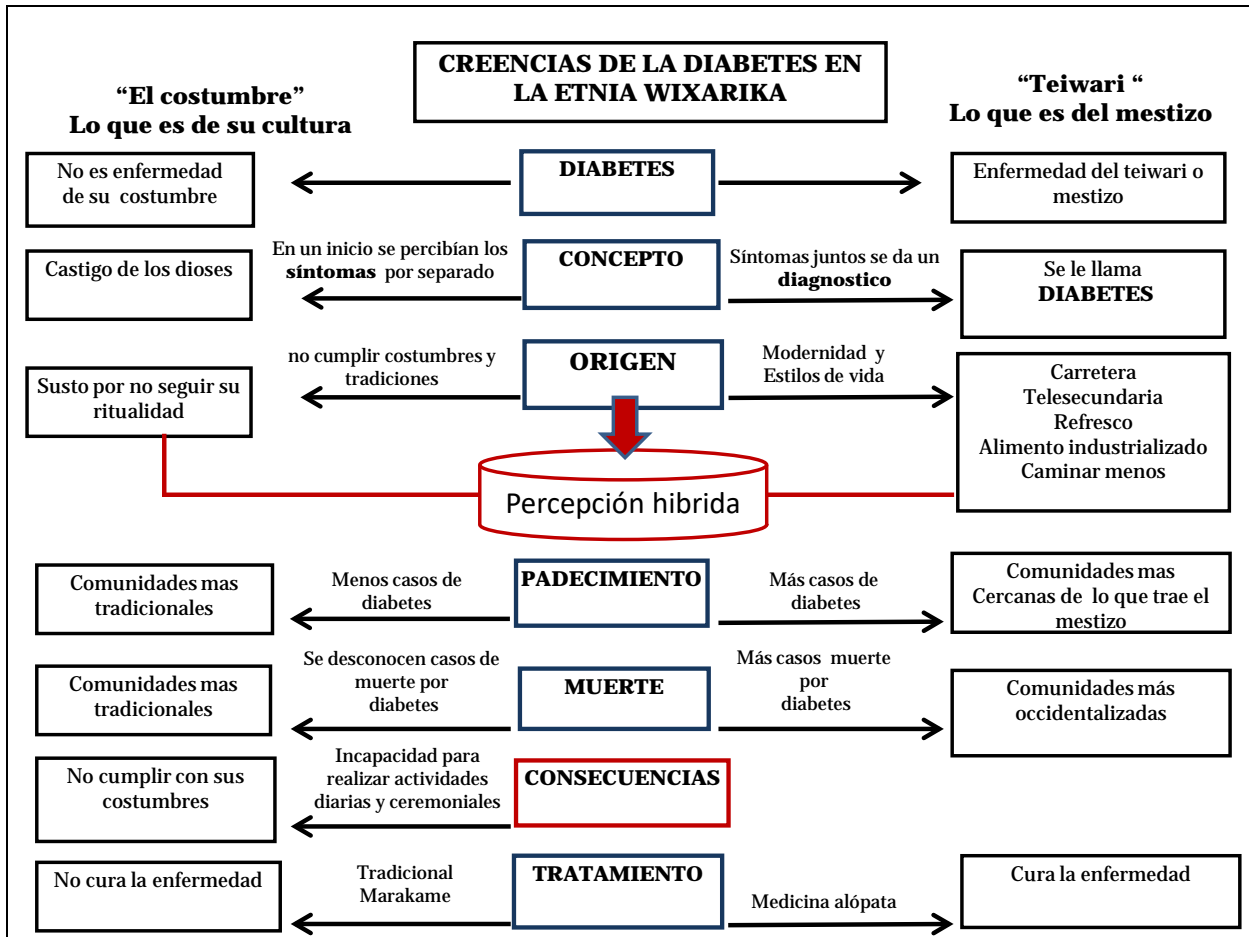 CREENCIAS DE LA DIABETES EN
LA ETNIA WIXARIKA
“El costumbre”
Lo que es de su cultura
“Teiwari “
Lo que es del mestizo
No es enfermedad
de su costumbre
DIABETES
Enfermedad del teiwari o
mestizo
Castigo de los dioses
En un inicio se percibían los
síntomas por separado
CONCEPTO
Síntomas juntos se da un
diagnostico
Se le llama
DIABETES
Susto por no seguir su
ritualidad
no cumplir costumbres y
tradiciones
ORIGEN
Modernidad y
Estilos de vida
Carretera
Telesecundaria
Refresco
Alimento industrializado
Caminar menos
Percepción hibrida
Comunidades mas
tradicionales
Menos casos de
diabetes
PADECIMIENTO
Más casos de
diabetes
Comunidades mas
Cercanas de lo que trae el
mestizo
Comunidades mas
tradicionales
Se desconocen casos de
muerte por
diabetes
MUERTE
Más casos muerte
por
diabetes
Comunidades más
occidentalizadas
No cumplir con sus
costumbres
Incapacidad para
realizar actividades
diarias y ceremoniales
CONSECUENCIAS
No cura la enfermedad
Tradicional
Marakame
TRATAMIENTO
Medicina alópata
Cura la enfermedad